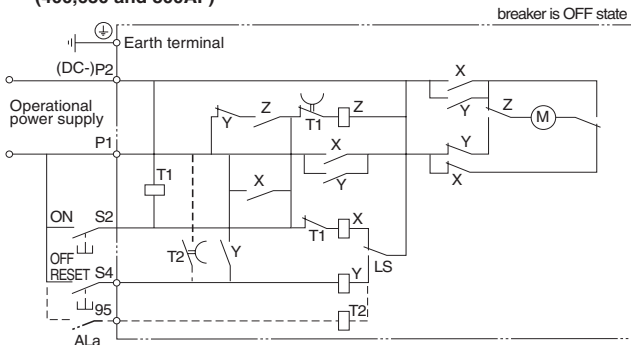 (400,630 and 800AF)
breaker is OFF state
Earth terminal
(DC-)P2
X
Y
Z
M
Operational
power supply
Y
Z
T1
Z
P1
X
Y
Y
X
T1
X
ON
S2
T1
X
OFF
T2
Y
LS
RESET
S4
Y
95
T2
ALa